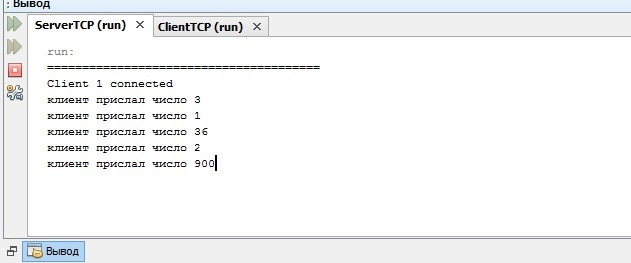 Вывод
ServerTCP (run) × ClientTCP (run) ×
run:
=======================================
Client 1 connected
клиент прислал число 3
клиент прислал число 1
клиент прислал число 36
клиент прислал число 2
клиент прислал число 900
Вывод